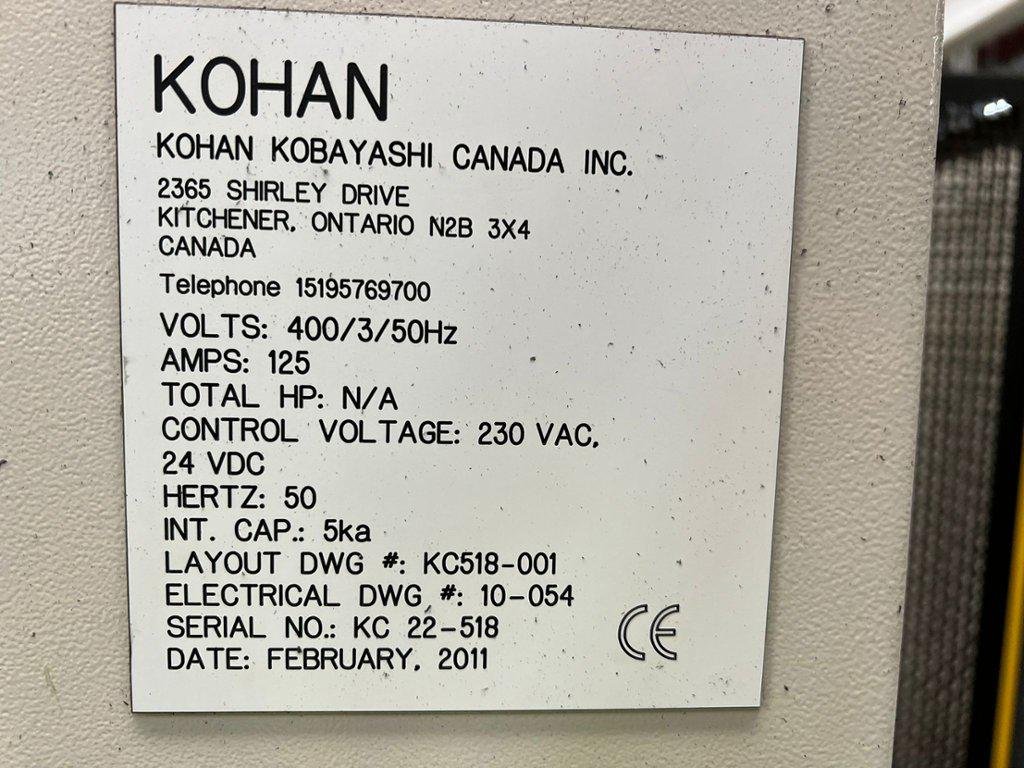 KOHAN
KOHAN KOBAYASHI CANADA INC.
2365 SHIRLEY DRIVE
KITCHENER, ONTARIO N2B 3X4
CANADA
Telephone 15195769700
VOLTS: 400/3/50Hz
AMPS: 125
TOTAL HP: N/A
CONTROL VOLTAGE: 230 VAC,
24 VDC
HERTZ: 50
INT. CAP.: 5ka
LAYOUT DWG #: KC518-001
ELECTRICAL DWG #: 10-054
SERIAL NO.: KC 22-518
CE
DATE: FEBRUARY, 2011